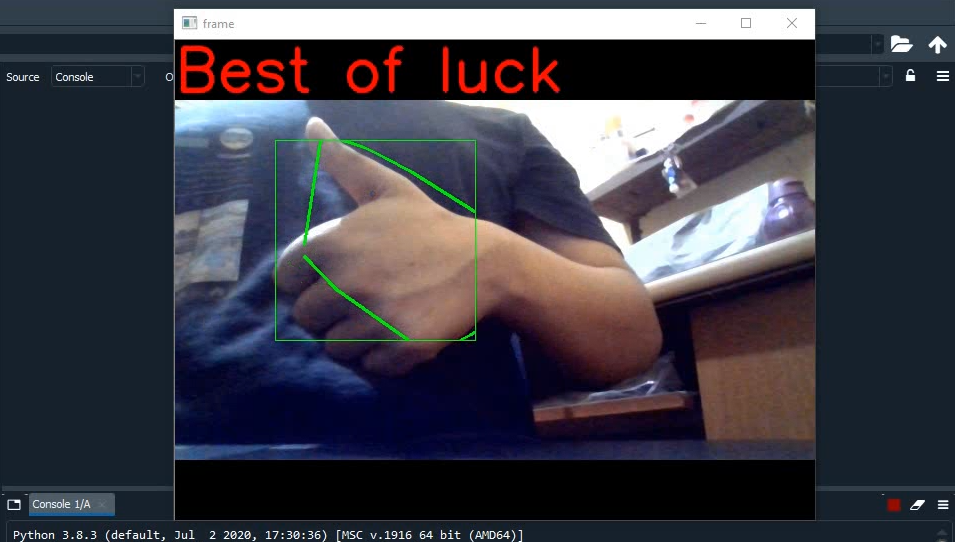 frame
Best of luck
Source Console
Console 1/A
Python 3.8.3 (default, Jul  2 2020, 17:30:36) [MSC v.1916 64 bit (AMD64)]